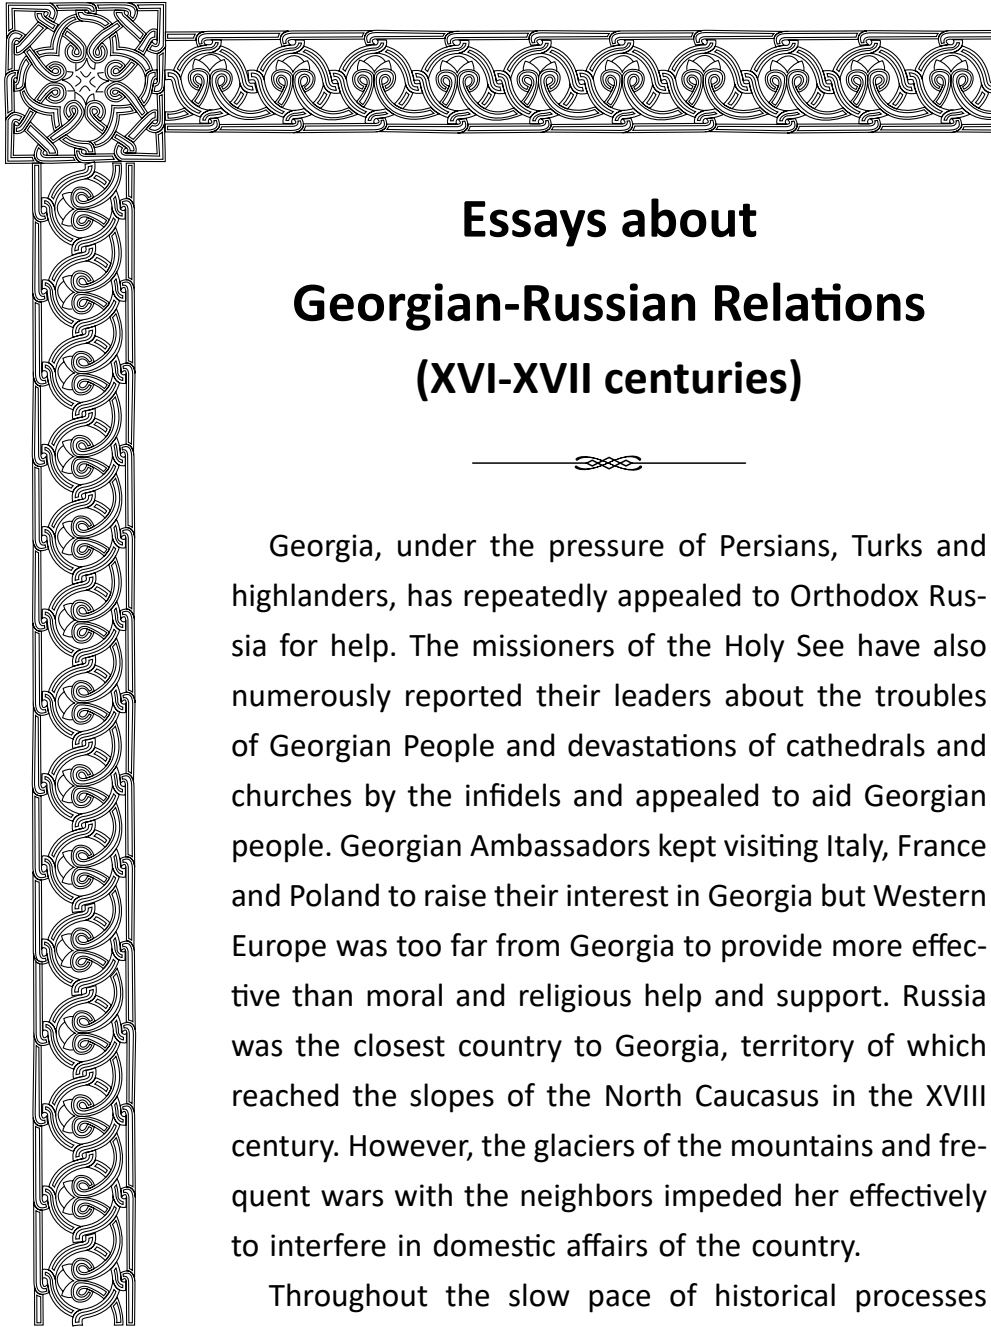 Essays about
Georgian-Russian Relations
(XVI-XVII centuries)
Georgia, under the pressure of Persians, Turks and
highlanders, has repeatedly appealed to Orthodox Rus-
sia for help. The missioners of the Holy See have also
numerously reported their leaders about the troubles
of Georgian People and devastations of cathedrals and
churches by the infidels and appealed to aid Georgian
people. Georgian Ambassadors kept visiting Italy, France
and Poland to raise their interest in Georgia but Western
Europe was too far from Georgia to provide more effec-
tive than moral and religious help and support. Russia
was the closest country to Georgia, territory of which
reached the slopes of the North Caucasus in the XVIII
century. However, the glaciers of the mountains and fre-
quent wars with the neighbors impeded her effectively
to interfere in domestic affairs of the country.
Throughout the slow pace of historical processes